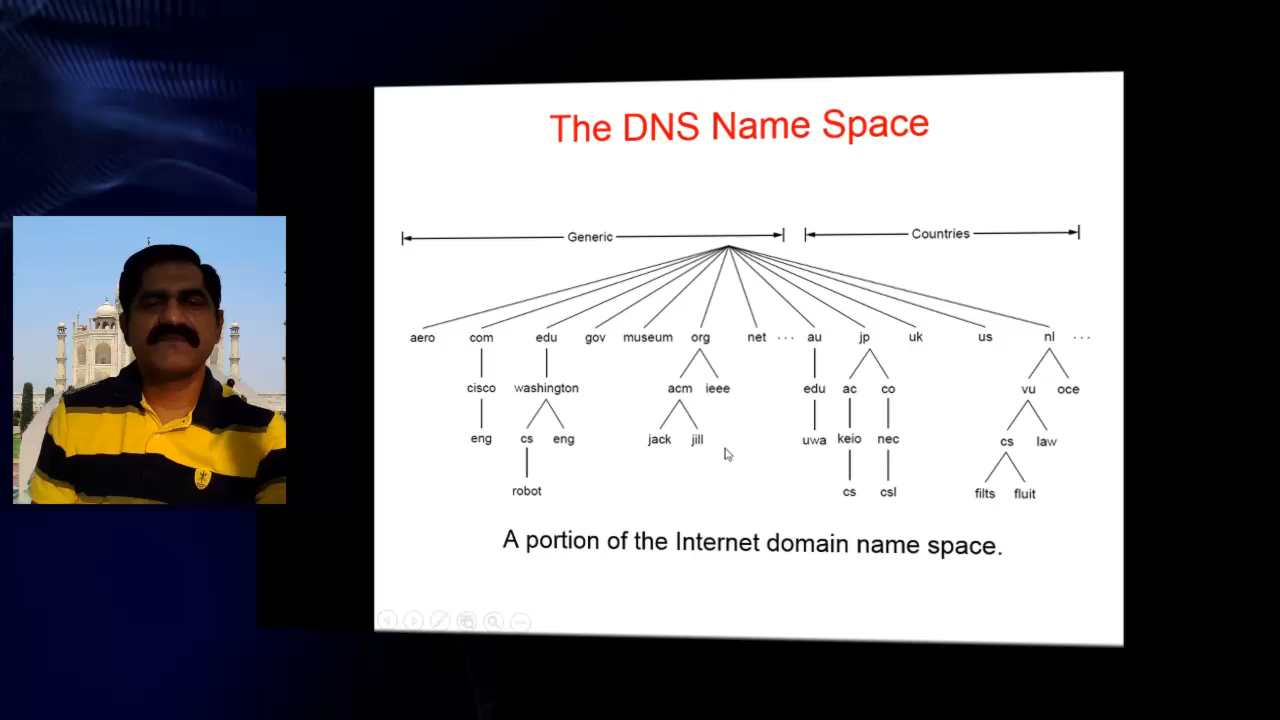 The DNS Name Space
Generic Countries
aero com edu gov museum org net ... au jp uk us nl ...
cisco washington acm ieee edu ac co vu oce
eng cs eng jack jill uwa keio nec cs law
robot cs csl filts fluit
A portion of the Internet domain name space.